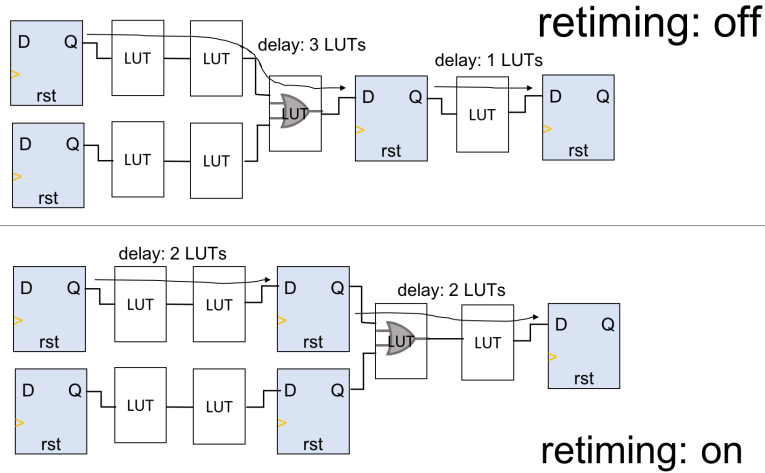 retiming: off
D Q LUT LUT delay: 3 LUTs delay: 1 LUTs
rst
LUT D Q LUT D Q
rst rst
D Q LUT LUT
rst
delay: 2 LUTs
D Q LUT LUT D Q delay: 2 LUTs
rst rst
LUT LUT D Q
rst
D Q LUT LUT D Q
rst rst
retiming: on